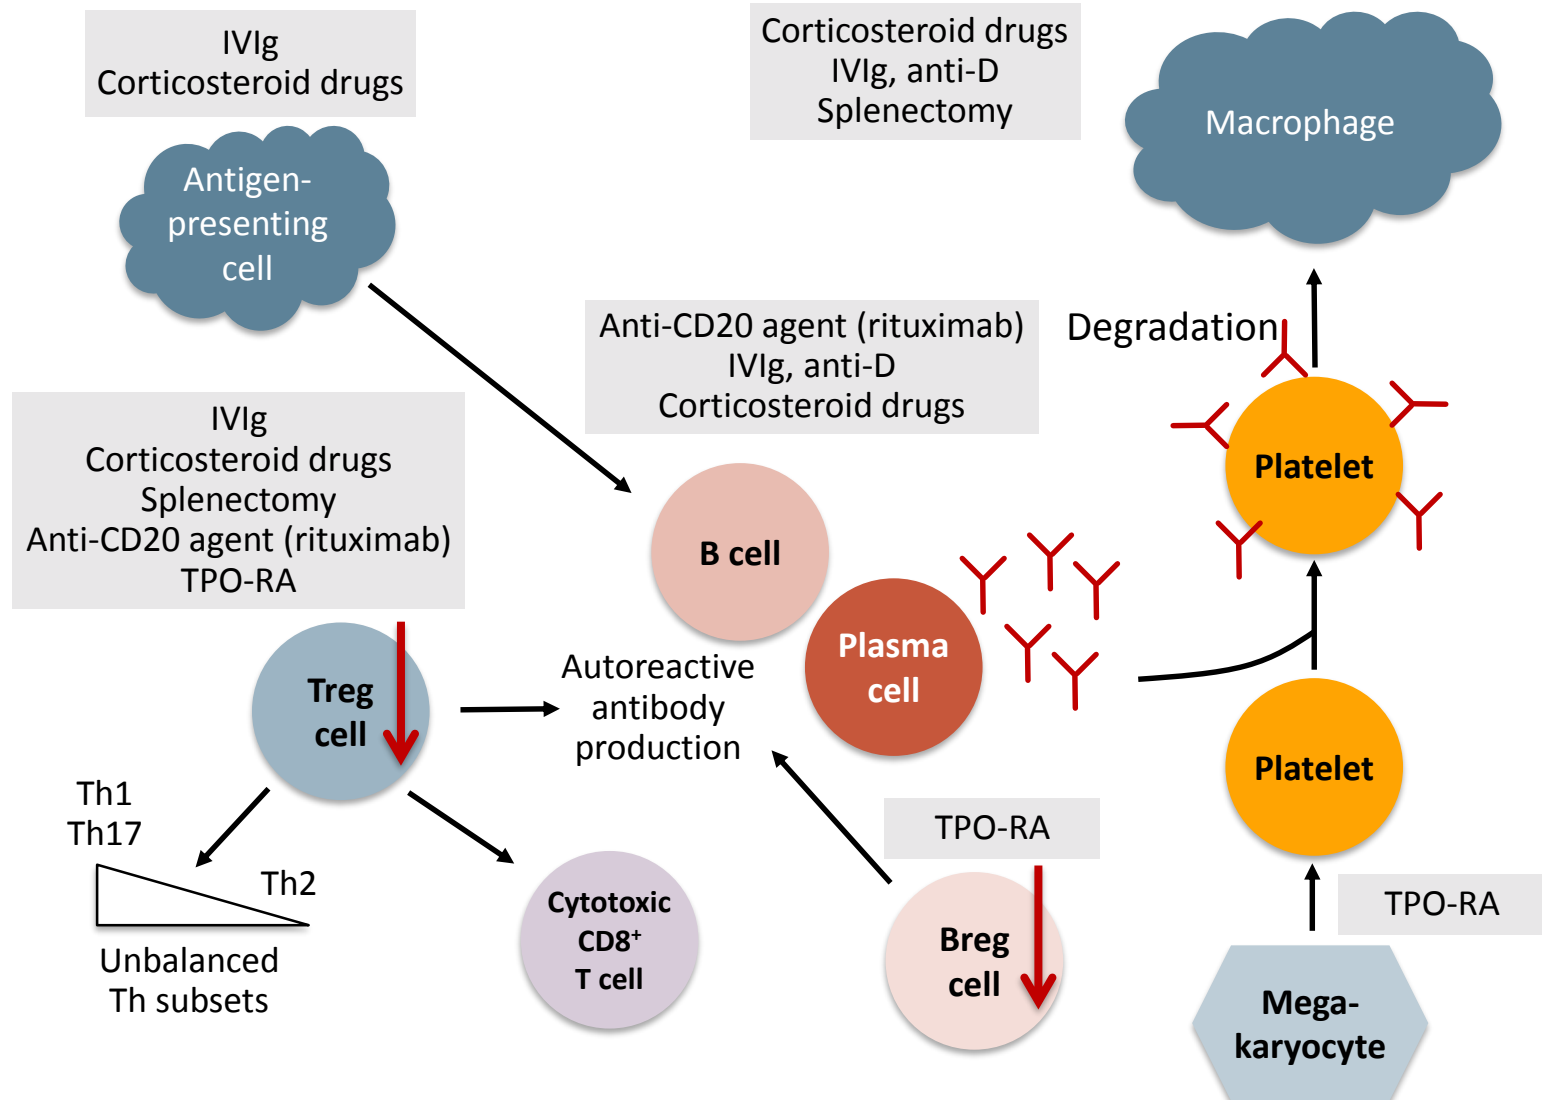 IVIg
Corticosteroid drugs
Antigen-
presenting
cell
Corticosteroid drugs
IVIg, anti-D
Splenectomy
Macrophage
Anti-CD20 agent (rituximab)
IVIg, anti-D
Corticosteroid drugs
Degradation
IVIg
Corticosteroid drugs
Splenectomy
Anti-CD20 agent (rituximab)
TPO-RA
Platelet
B cell
Plasma
cell
Treg
cell
Autoreactive
antibody
production
Platelet
Th1
Th17
Th2
Unbalanced
Th subsets
Cytotoxic
CD8⁺
T cell
TPO-RA
Breg
cell
TPO-RA
Mega-
karyocyte